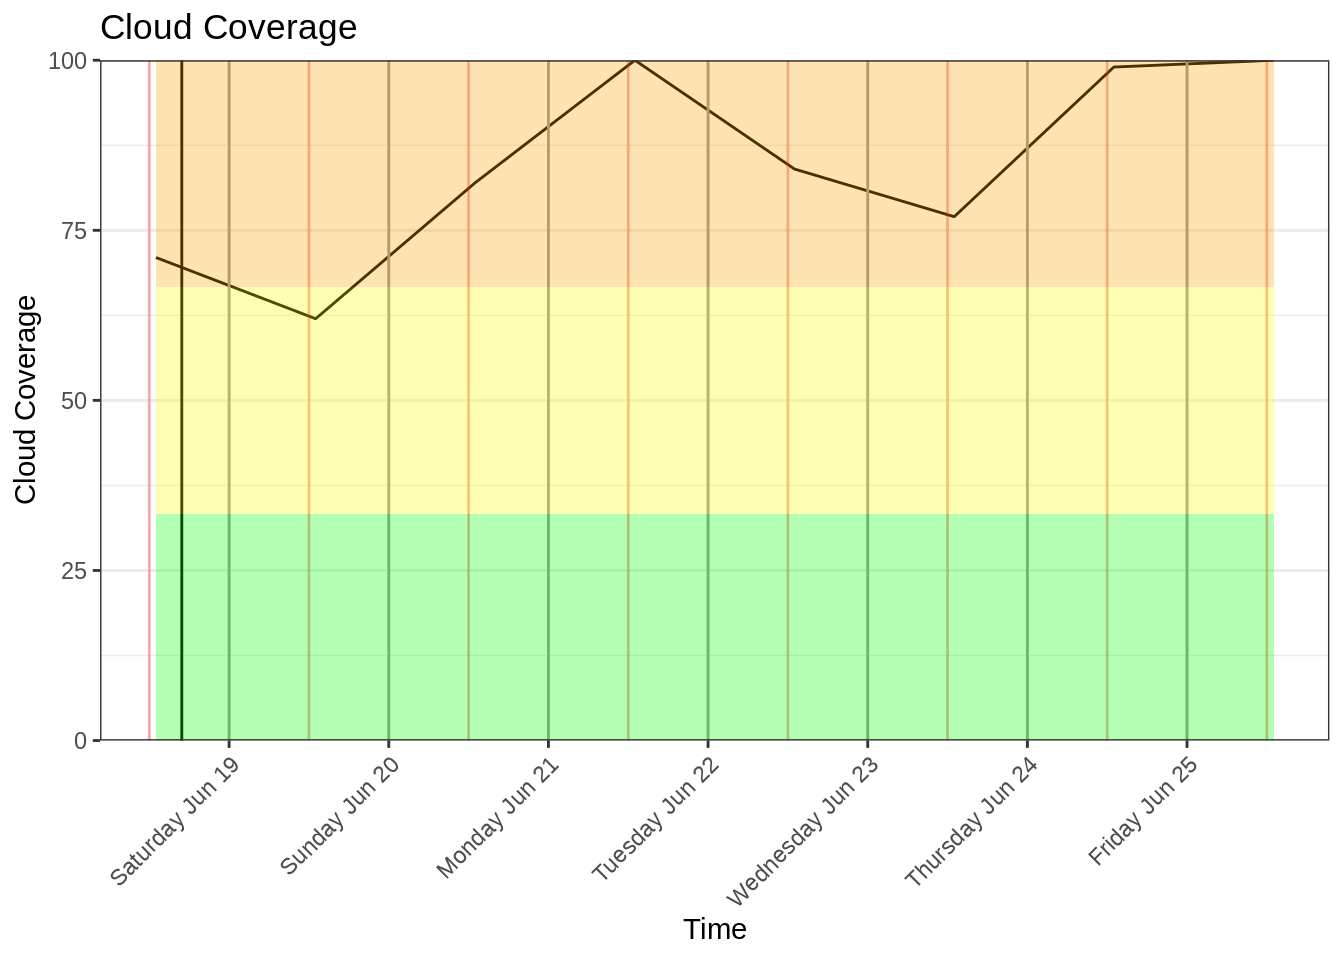 Cloud Coverage
100
75
50
25
0
Cloud Coverage
Saturday Jun 19
Sunday Jun 20
Monday Jun 21
Tuesday Jun 22
Wednesday Jun 23
Thursday Jun 24
Friday Jun 25
Time